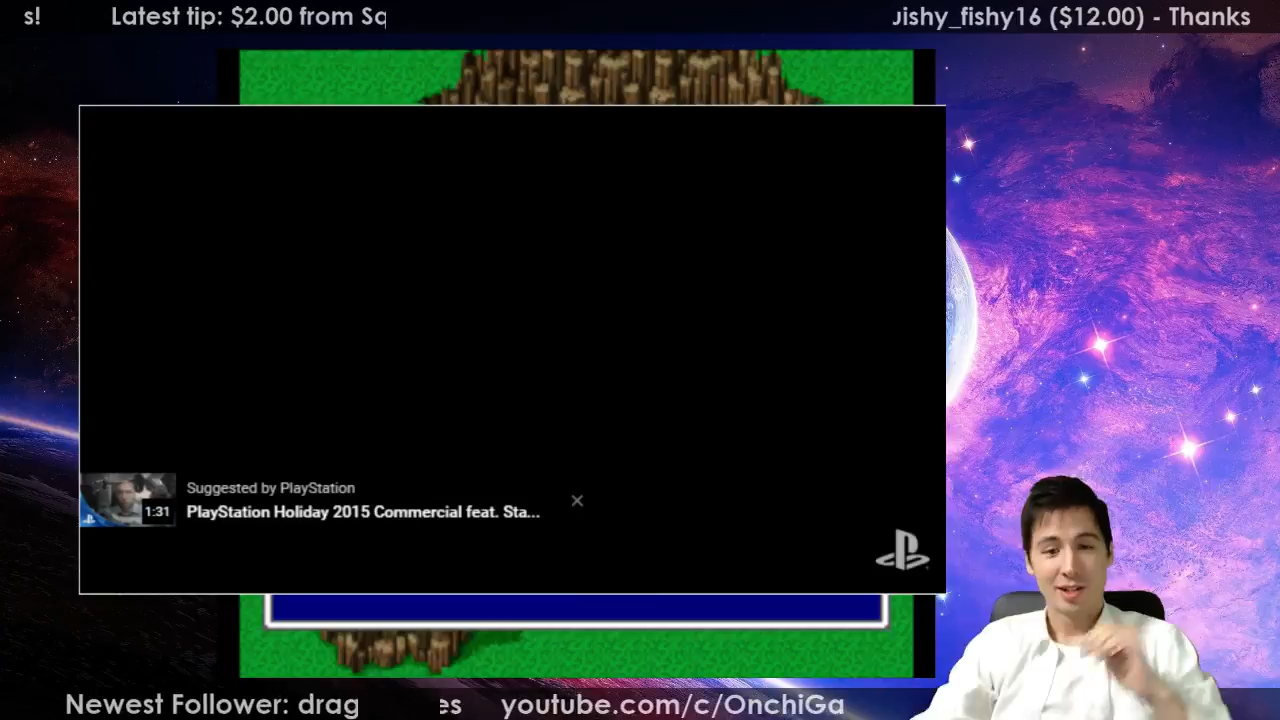 s! Latest tip: $2.00 from Sq
Jishy_fishy16 ($12.00) - Thanks
Suggested by PlayStation
1:31
PlayStation Holiday 2015 Commercial feat. Sta...
Newest Follower: drag
es youtube.com/c/OnchiGa